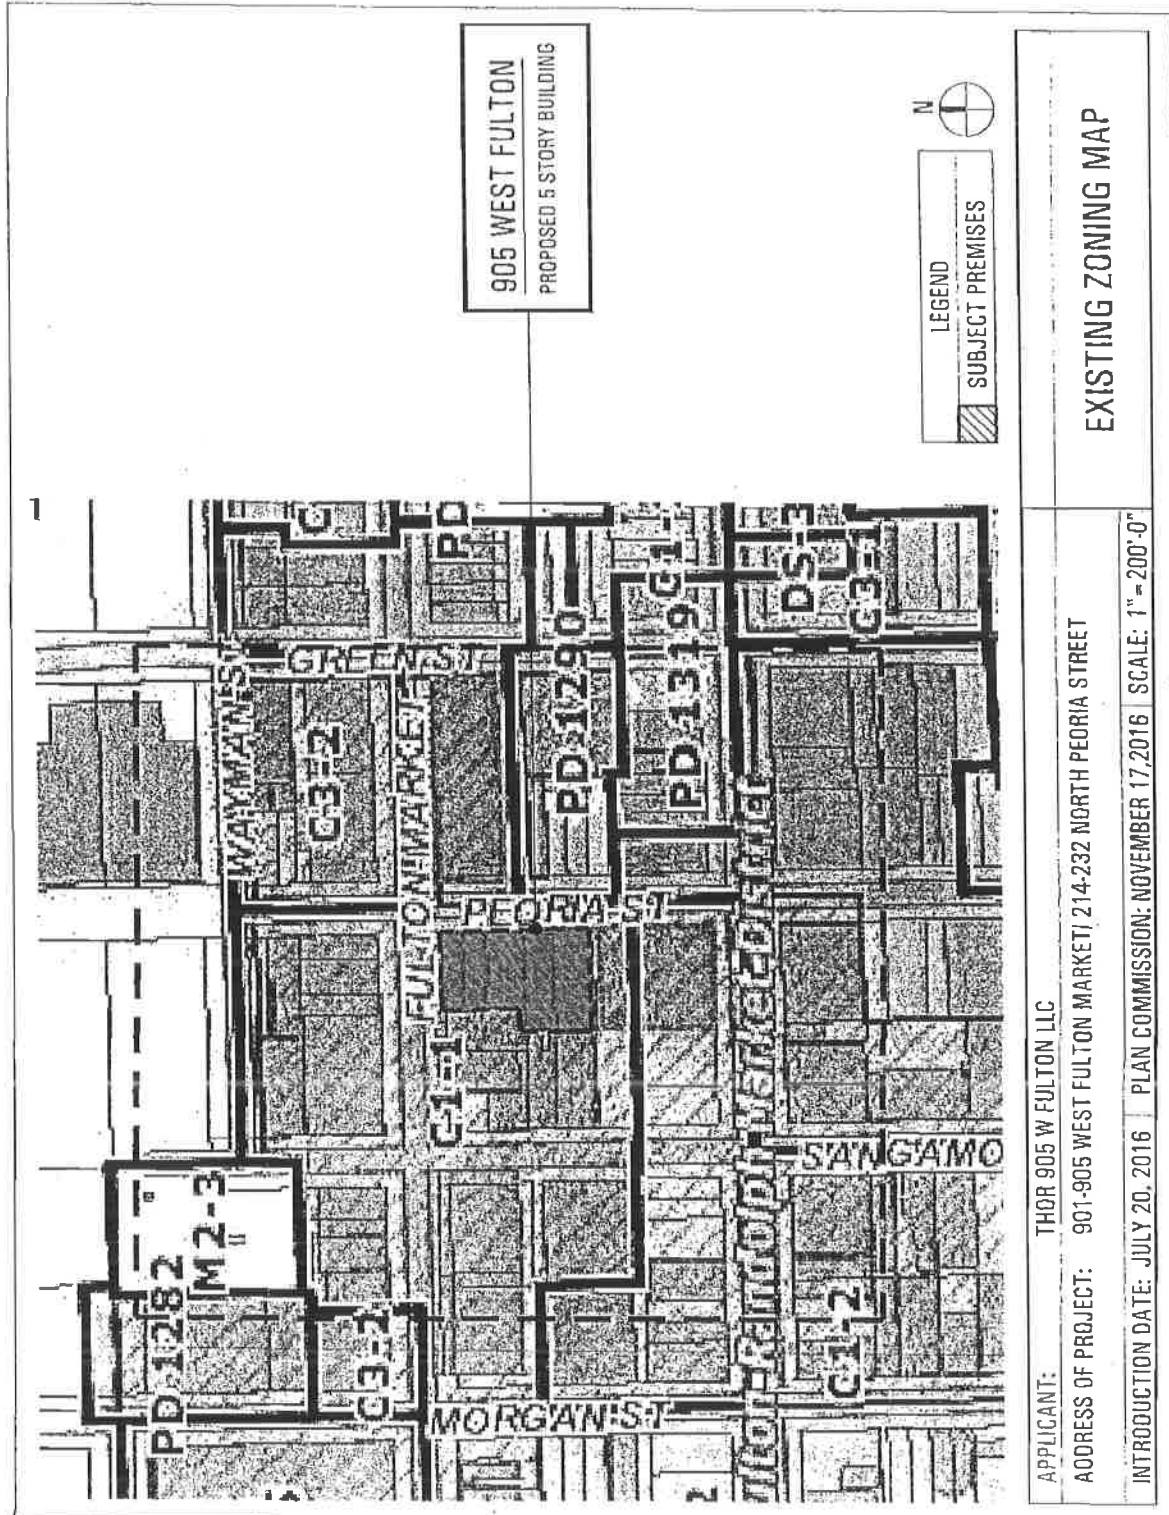 1
905 WEST FULTON
PROPOSED 5 STORY BUILDING
N
LEGEND
SUBJECT PREMISES
WAYMAN ST
GREEN ST
FULTON MARKET
PEORIA ST
MORGAN ST
SANGAMO
PD 1282
M2-3
C3-2
C3-2
C1-1
PD
PD 1290
PD 1319
C1-
DS-3
C3-
C1-2
APPLICANT: THOR 905 W FULTON LLC
ADDRESS OF PROJECT: 901-905 WEST FULTON MARKET/ 214-232 NORTH PEORIA STREET
INTRODUCTION DATE: JULY 20, 2016 PLAN COMMISSION: NOVEMBER 17,2016 SCALE: 1" = 200'-0"
EXISTING ZONING MAP